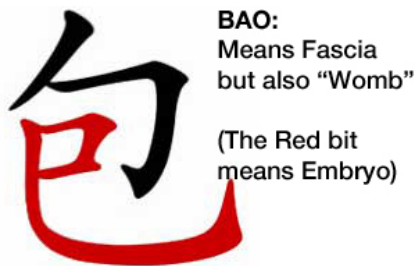 包
BAO:
Means Fascia
but also “Womb”
(The Red bit
means Embryo)